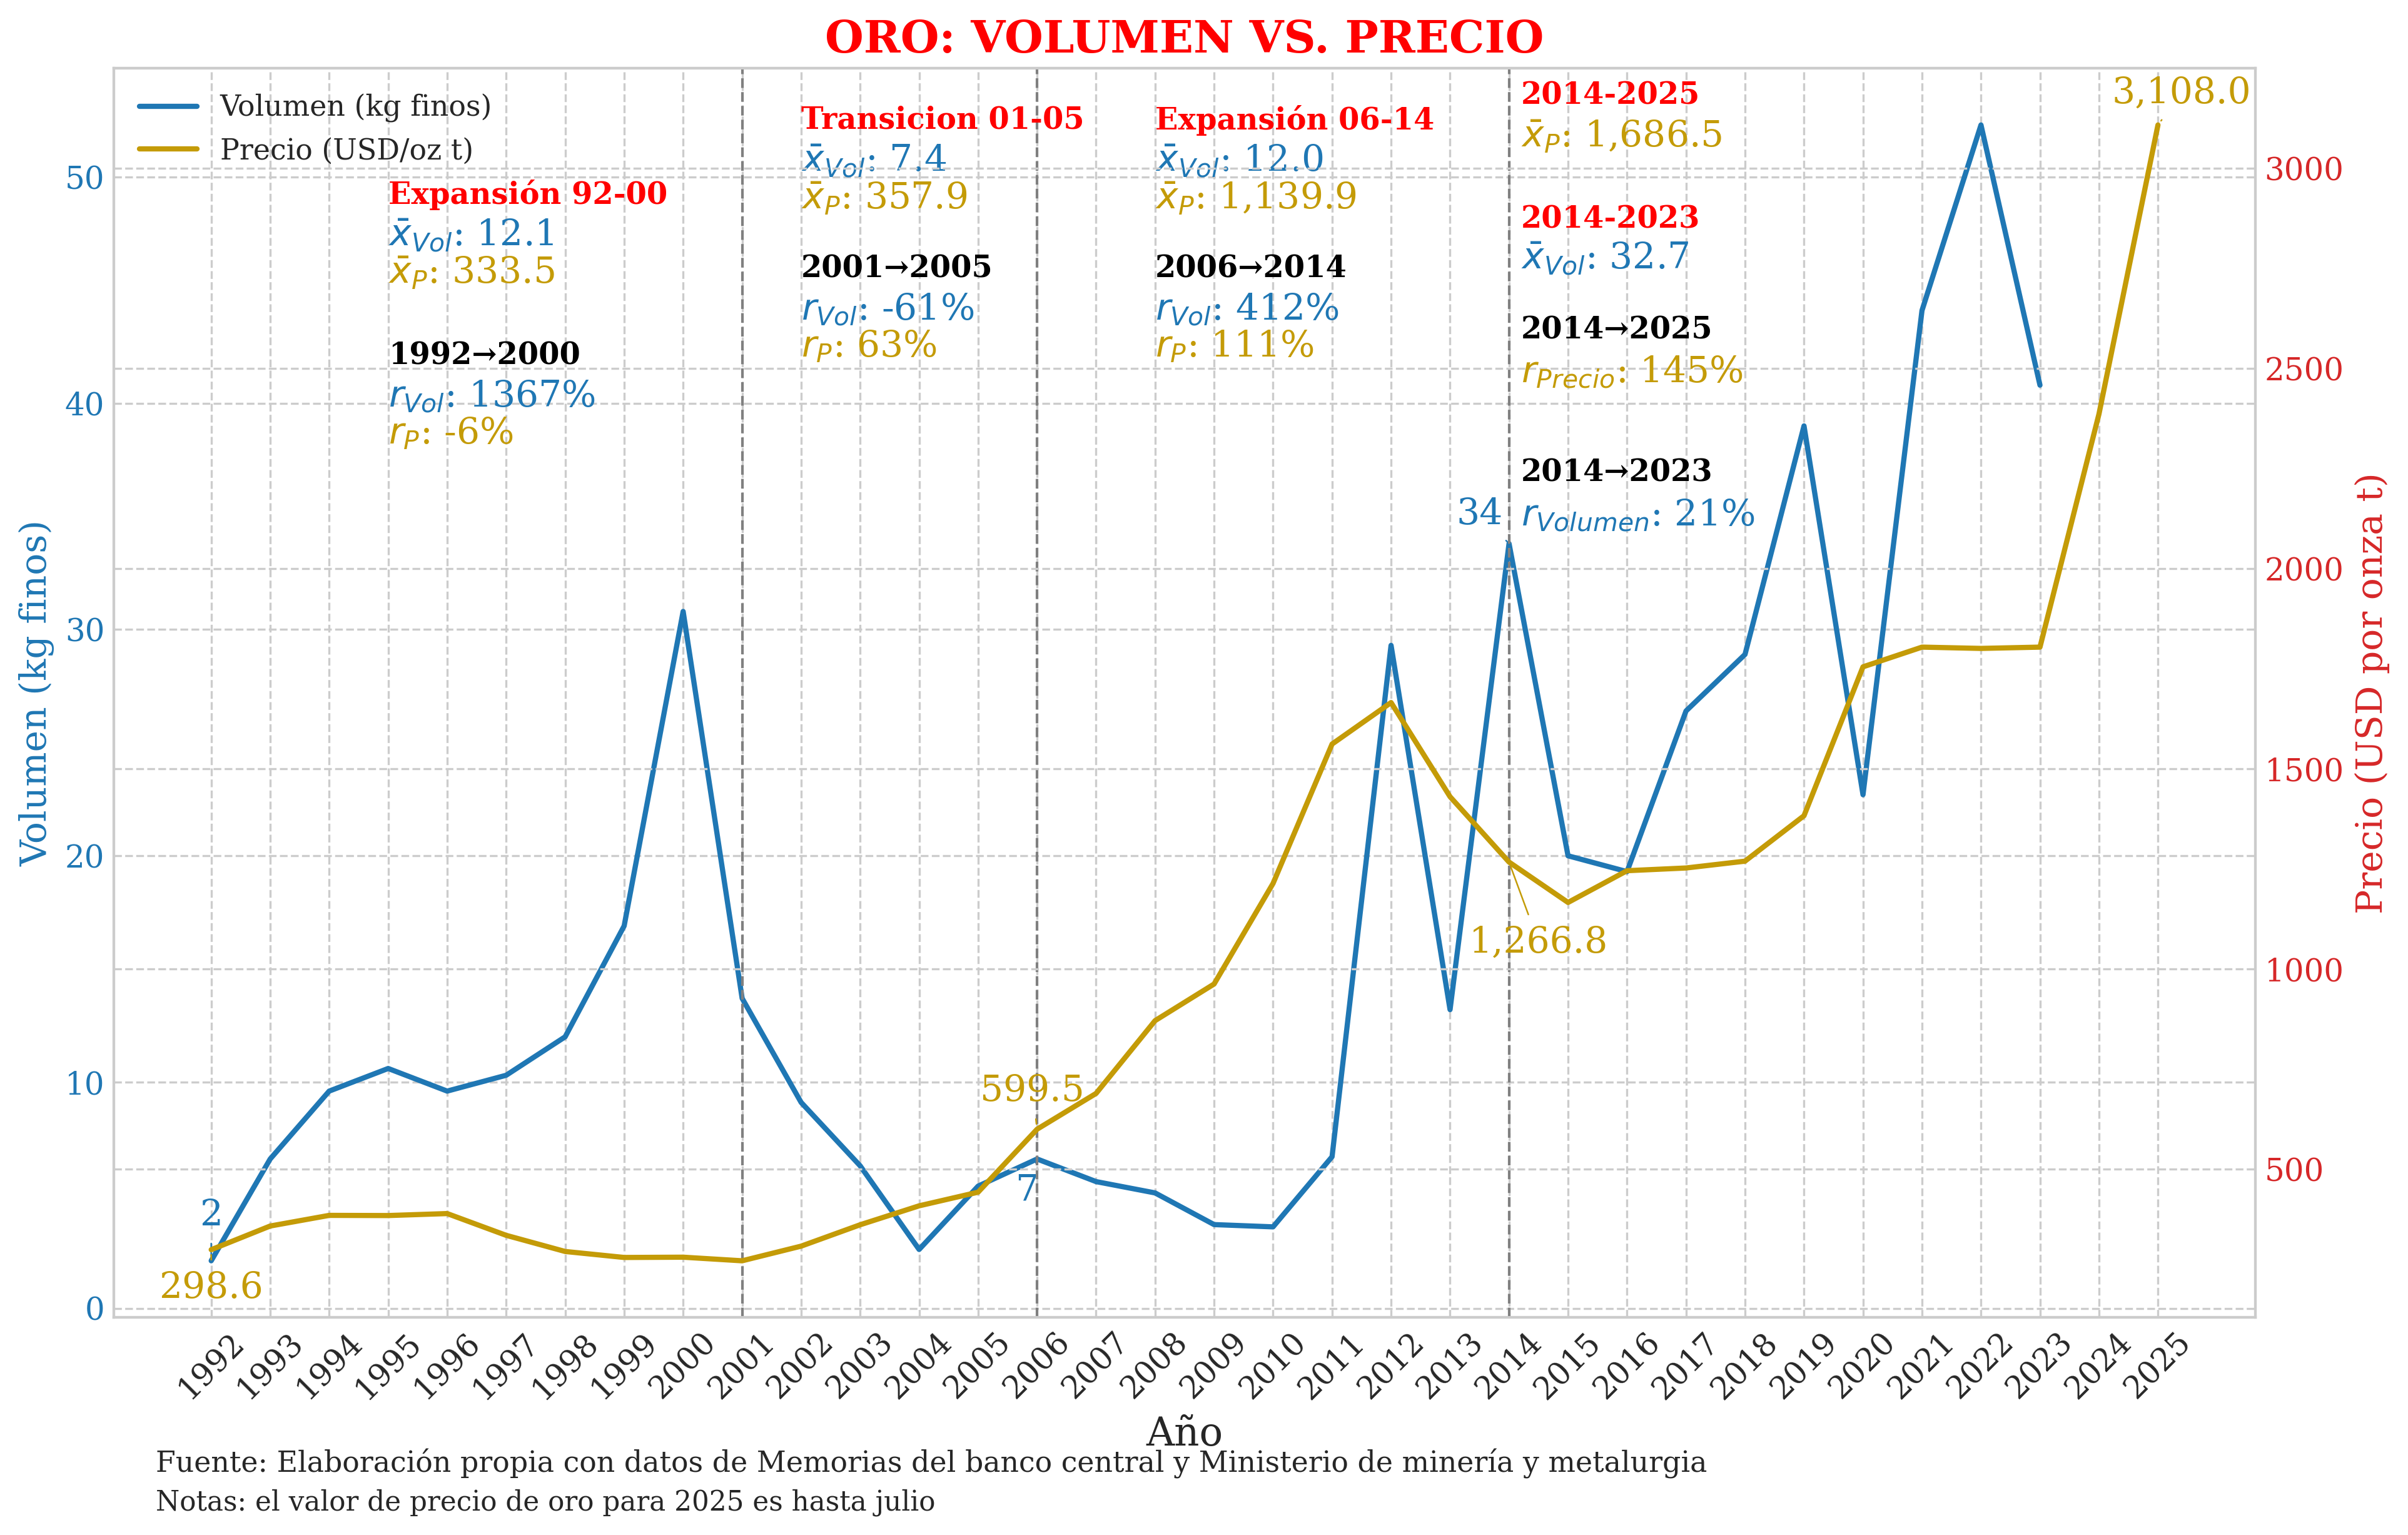 ORO: VOLUMEN VS. PRECIO
Volumen (kg finos)
Precio (USD/oz t)
Expansión 92-00
x̄Vol: 12.1
x̄P: 333.5
1992→2000
rVol: 1367%
rP: -6%
Transicion 01-05
x̄Vol: 7.4
x̄P: 357.9
2001→2005
rVol: -61%
rP: 63%
Expansión 06-14
x̄Vol: 12.0
x̄P: 1,139.9
2006→2014
rVol: 412%
rP: 111%
2014-2025
x̄P: 1,686.5
2014-2023
x̄Vol: 32.7
2014→2025
rPrecio: 145%
2014→2023
rVolumen: 21%
3,108.0
34
1,266.8
599.5
7
2
298.6
Volumen (kg finos)
50
40
30
20
10
0
Precio (USD por onza t)
3000
2500
2000
1500
1000
500
1992 1993 1994 1995 1996 1997 1998 1999 2000 2001 2002 2003 2004 2005 2006 2007 2008 2009 2010 2011 2012 2013 2014 2015 2016 2017 2018 2019 2020 2021 2022 2023 2024 2025
Año
Fuente: Elaboración propia con datos de Memorias del banco central y Ministerio de minería y metalurgia
Notas: el valor de precio de oro para 2025 es hasta julio